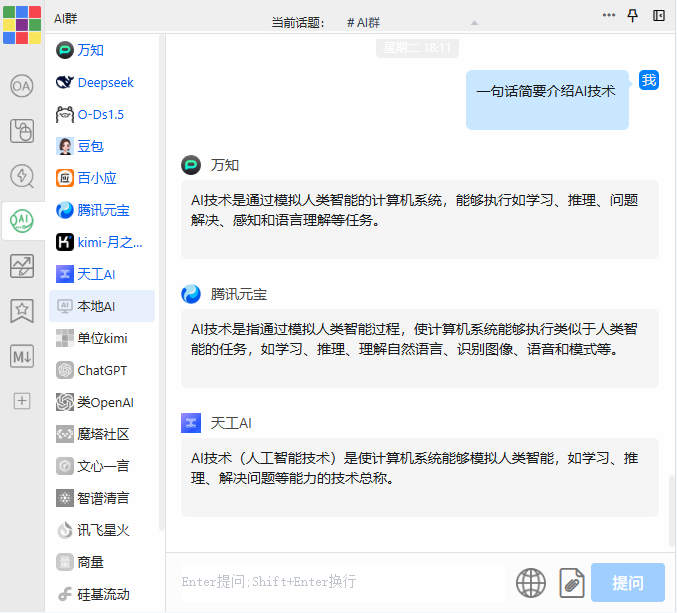 AI群
当前话题: # AI群
OA
AI
M↓
万知
Deepseek
O-Ds1.5
豆包
百小应
腾讯元宝
kimi-月之...
天工AI
本地AI
单位kimi
ChatGPT
类OpenAI
魔塔社区
文心一言
智谱清言
讯飞星火
商量
硅基流动
星期二 18:11
我
一句话简要介绍AI技术
万知
AI技术是通过模拟人类智能的计算机系统，能够执行如学习、推理、问题
解决、感知和语言理解等任务。
腾讯元宝
AI技术是指通过模拟人类智能过程，使计算机系统能够执行类似于人类智
能的任务，如学习、推理、理解自然语言、识别图像、语音和模式等。
天工AI
AI技术（人工智能技术）是使计算机系统能够模拟人类智能，如学习、推
理、解决问题等能力的技术总称。
Enter提问;Shift+Enter换行
提问